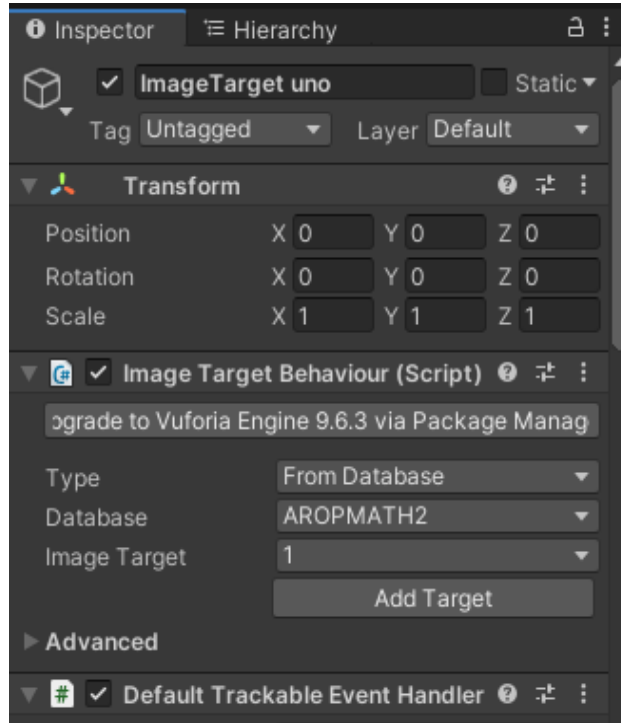 Inspector Hierarchy
ImageTarget uno Static
Tag Untagged Layer Default
Transform
Position X 0 Y 0 Z 0
Rotation X 0 Y 0 Z 0
Scale X 1 Y 1 Z 1
Image Target Behaviour (Script)
ograde to Vuforia Engine 9.6.3 via Package Manag
Type From Database
Database AROPMATH2
Image Target 1
Add Target
Advanced
# Default Trackable Event Handler